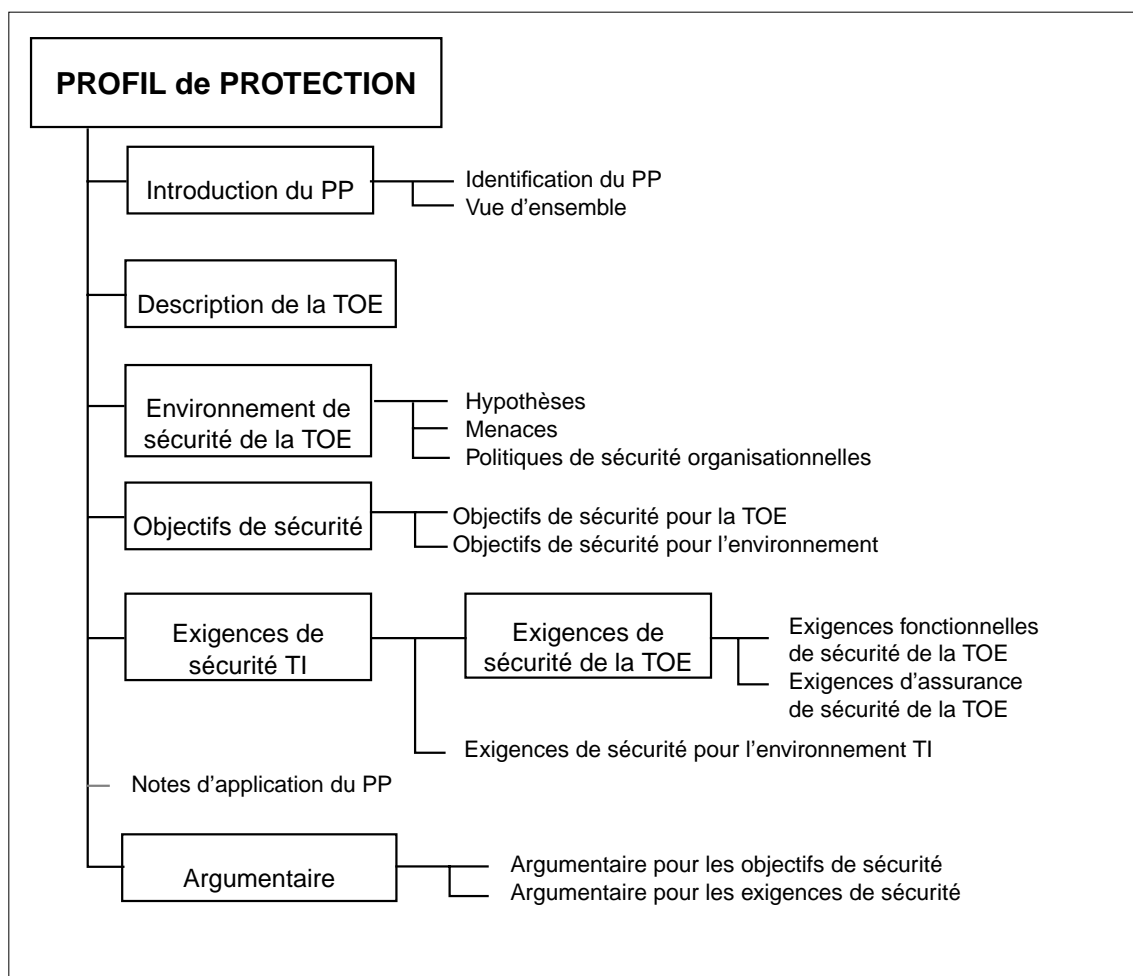 PROFIL de PROTECTION
Introduction du PP
Identification du PP
Vue d'ensemble
Description de la TOE
Environnement de
sécurité de la TOE
Hypothèses
Menaces
Politiques de sécurité organisationnelles
Objectifs de sécurité
Objectifs de sécurité pour la TOE
Objectifs de sécurité pour l'environnement
Exigences de
sécurité TI
Exigences de
sécurité de la TOE
Exigences fonctionnelles
de sécurité de la TOE
Exigences d'assurance
de sécurité de la TOE
Exigences de sécurité pour l'environnement TI
Notes d'application du PP
Argumentaire
Argumentaire pour les objectifs de sécurité
Argumentaire pour les exigences de sécurité